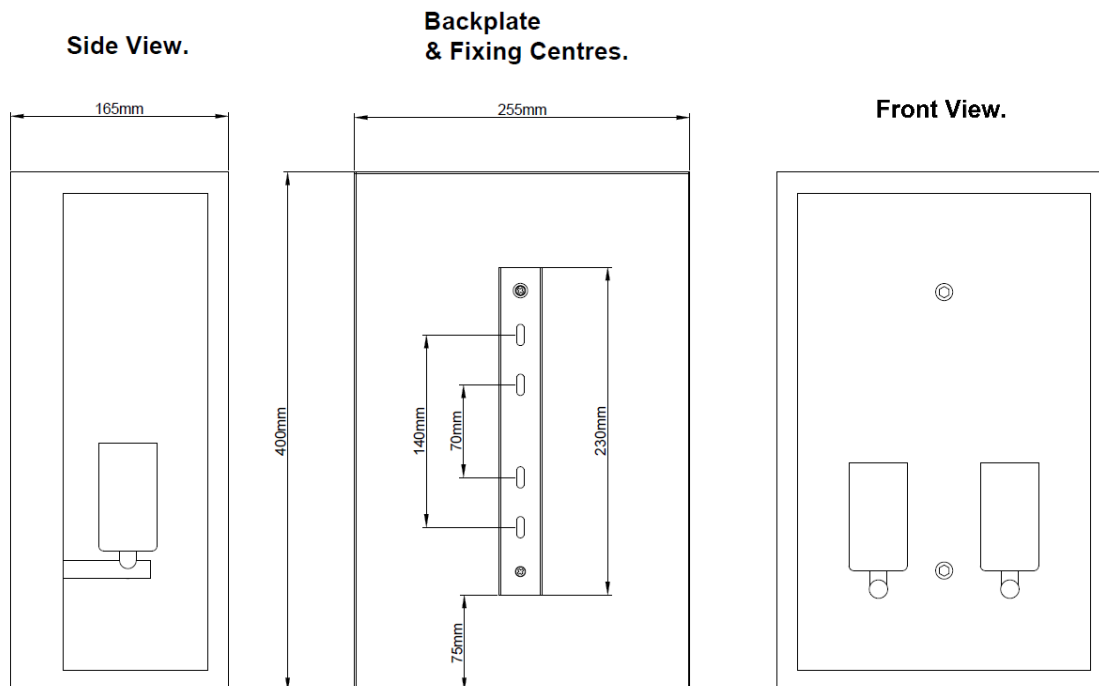 Side View.
Backplate
& Fixing Centres.
Front View.
165mm
255mm
400mm
140mm
70mm
230mm
75mm